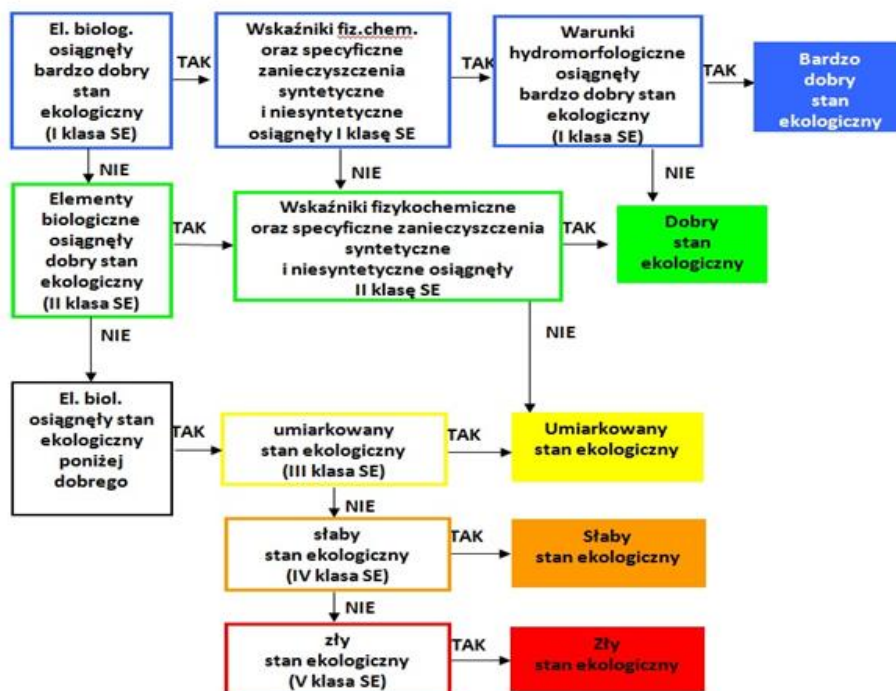 El. biolog.
osiągnęły
bardzo dobry
stan
ekologiczny
(I klasa SE)
TAK
Wskaźniki fiz.chem.
oraz specyficzne
zanieczyszczenia
syntetyczne
i niesyntetyczne
osiągnęły I klasę SE
TAK
Warunki
hydromorfologiczne
osiągnęły
bardzo dobry stan
ekologiczny
(I klasa SE)
TAK
Bardzo
dobry
stan
ekologiczny
NIE
NIE
NIE
Elementy
biologiczne
osiągnęły
dobry stan
ekologiczny
(II klasa SE)
TAK
Wskaźniki fizykochemiczne
oraz specyficzne zanieczyszczenia
syntetyczne
i niesyntetyczne osiągnęły
II klasę SE
TAK
Dobry
stan
ekologiczny
NIE
NIE
El. biol.
osiągnęły stan
ekologiczny
poniżej
dobrego
TAK
umiarkowany
stan ekologiczny
(III klasa SE)
TAK
Umiarkowany
stan ekologiczny
NIE
słaby
stan ekologiczny
(IV klasa SE)
TAK
Słaby
stan ekologiczny
NIE
zły
stan ekologiczny
(V klasa SE)
TAK
Zły
stan ekologiczny